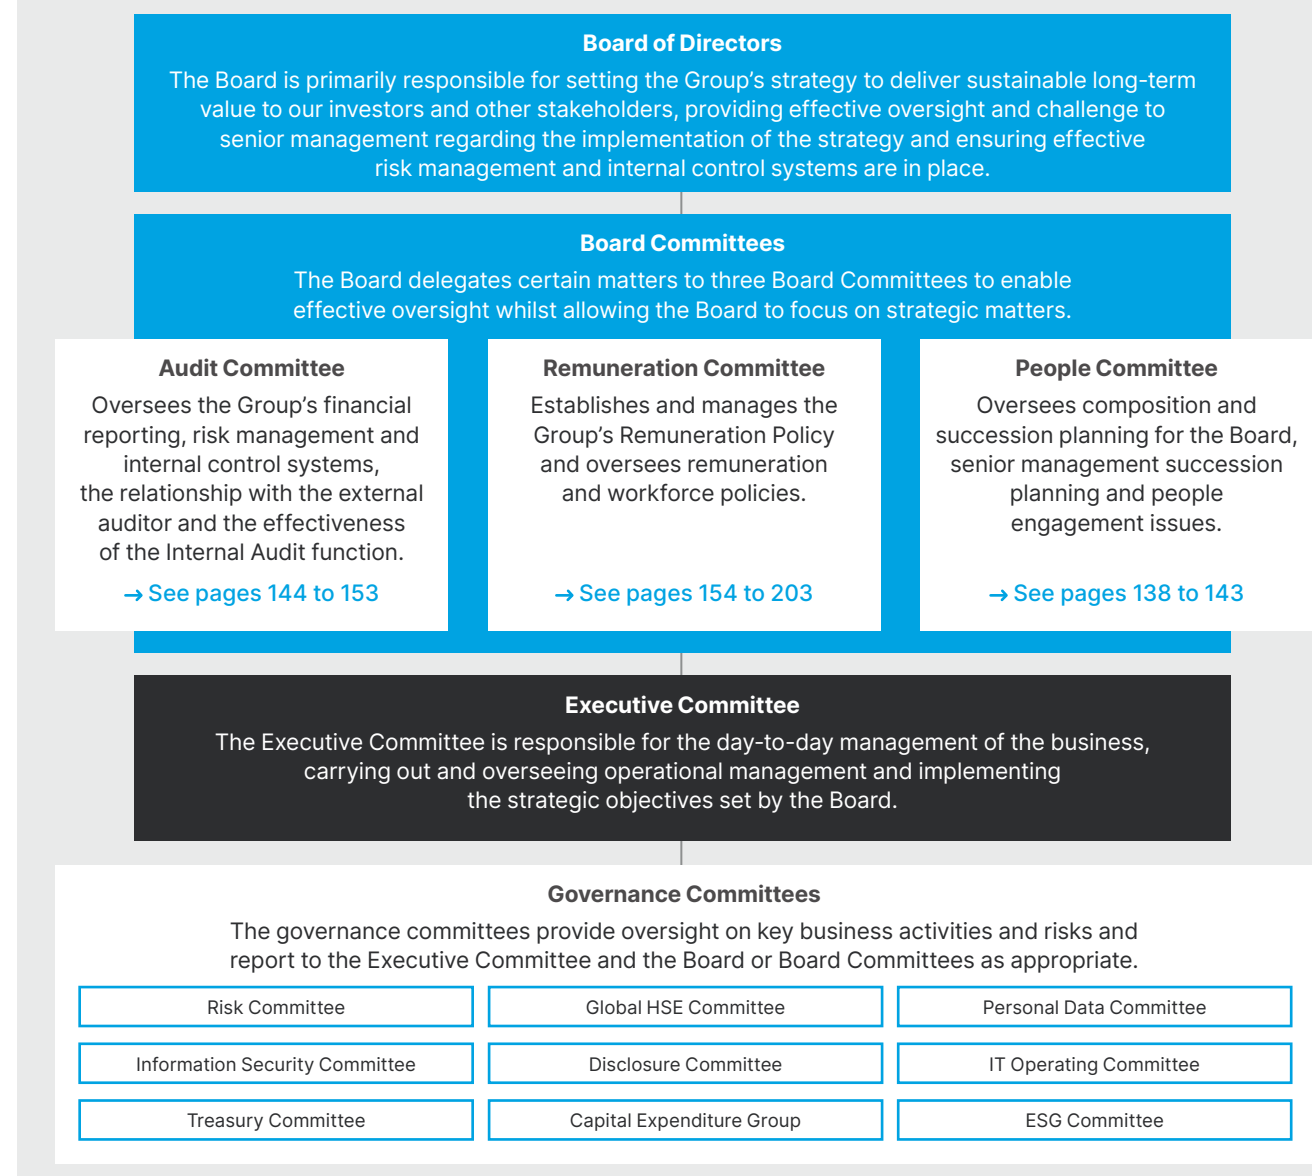 Board of Directors
The Board is primarily responsible for setting the Group’s strategy to deliver sustainable long-term
value to our investors and other stakeholders, providing effective oversight and challenge to
senior management regarding the implementation of the strategy and ensuring effective
risk management and internal control systems are in place.
Board Committees
The Board delegates certain matters to three Board Committees to enable
effective oversight whilst allowing the Board to focus on strategic matters.
Audit Committee
Oversees the Group’s financial
reporting, risk management and
internal control systems,
the relationship with the external
auditor and the effectiveness
of the Internal Audit function.
→ See pages 144 to 153
Remuneration Committee
Establishes and manages the
Group’s Remuneration Policy
and oversees remuneration
and workforce policies.
→ See pages 154 to 203
People Committee
Oversees composition and
succession planning for the Board,
senior management succession
planning and people
engagement issues.
→ See pages 138 to 143
Executive Committee
The Executive Committee is responsible for the day-to-day management of the business,
carrying out and overseeing operational management and implementing
the strategic objectives set by the Board.
Governance Committees
The governance committees provide oversight on key business activities and risks and
report to the Executive Committee and the Board or Board Committees as appropriate.
Risk Committee
Global HSE Committee
Personal Data Committee
Information Security Committee
Disclosure Committee
IT Operating Committee
Treasury Committee
Capital Expenditure Group
ESG Committee